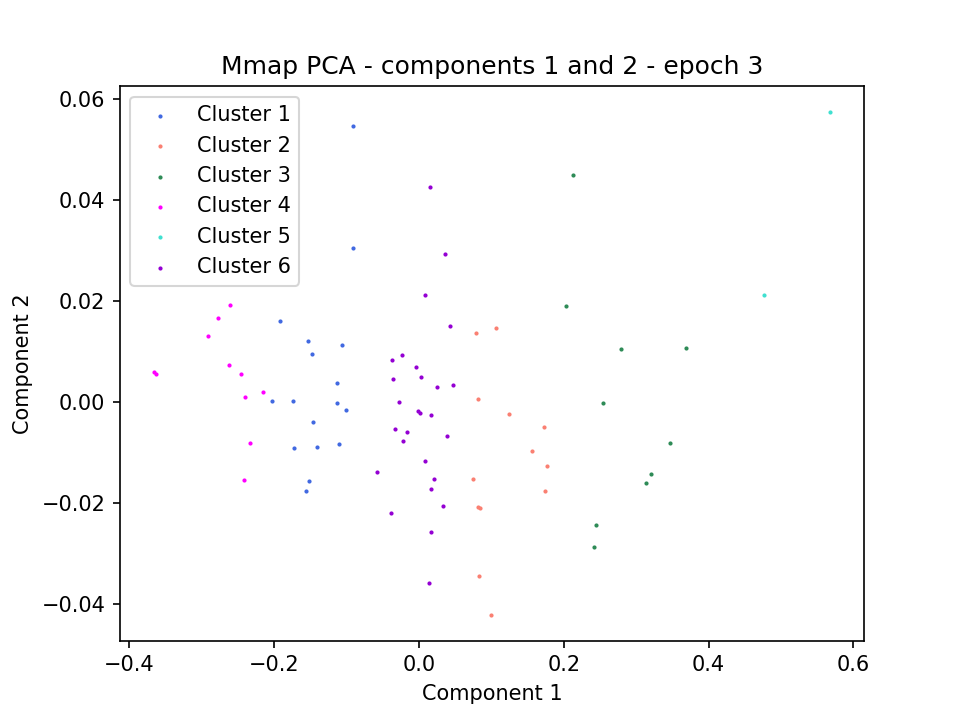 Mmap PCA - components 1 and 2 - epoch 3
0.06
0.04
0.02
0.00
−0.02
−0.04
Component 2
Cluster 1
Cluster 2
Cluster 3
Cluster 4
Cluster 5
Cluster 6
−0.4
−0.2
0.0
0.2
0.4
0.6
Component 1